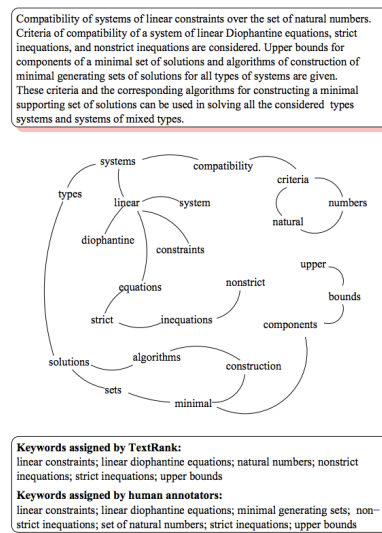 Compatibility of systems of linear constraints over the set of natural numbers.
Criteria of compatibility of a system of linear Diophantine equations, strict
inequations, and nonstrict inequations are considered. Upper bounds for
components of a minimal set of solutions and algorithms of construction of
minimal generating sets of solutions for all types of systems are given.
These criteria and the corresponding algorithms for constructing a minimal
supporting set of solutions can be used in solving all the considered types
systems and systems of mixed types.
systems
compatibility
criteria
types
linear
system
numbers
natural
diophantine
constraints
upper
equations
nonstrict
bounds
strict
inequations
components
solutions
algorithms
construction
sets
minimal
Keywords assigned by TextRank:
linear constraints; linear diophantine equations; natural numbers; nonstrict
inequations; strict inequations; upper bounds
Keywords assigned by human annotators:
linear constraints; linear diophantine equations; minimal generating sets; non−
strict inequations; set of natural numbers; strict inequations; upper bounds